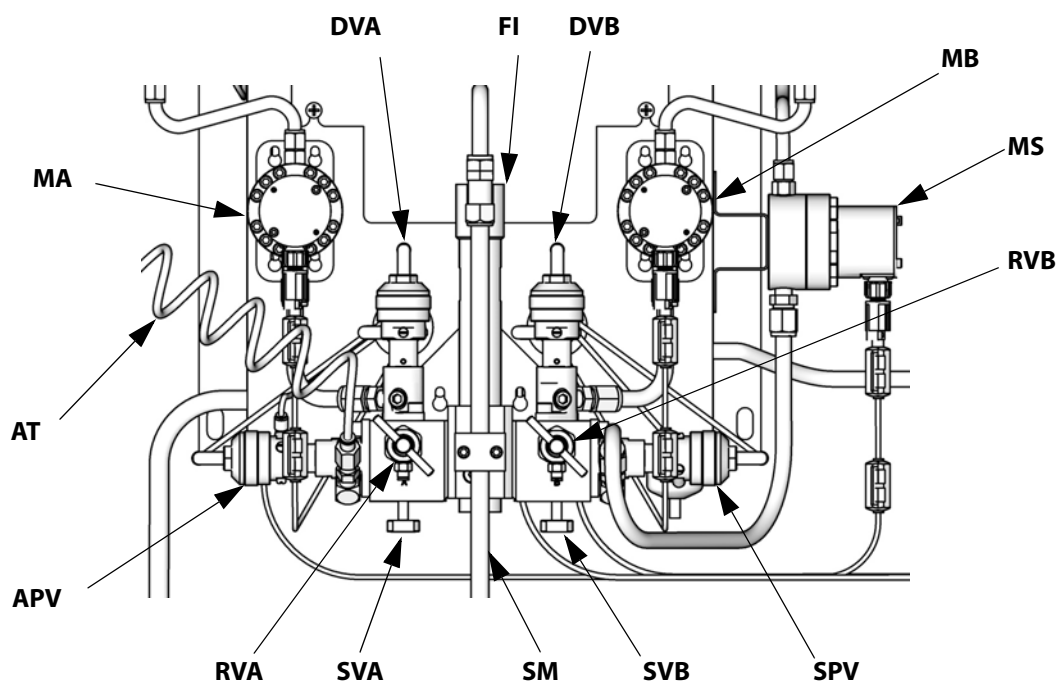 DVA FI DVB
MB
MS
MA
RVB
AT
APV
RVA SVA SM SVB SPV